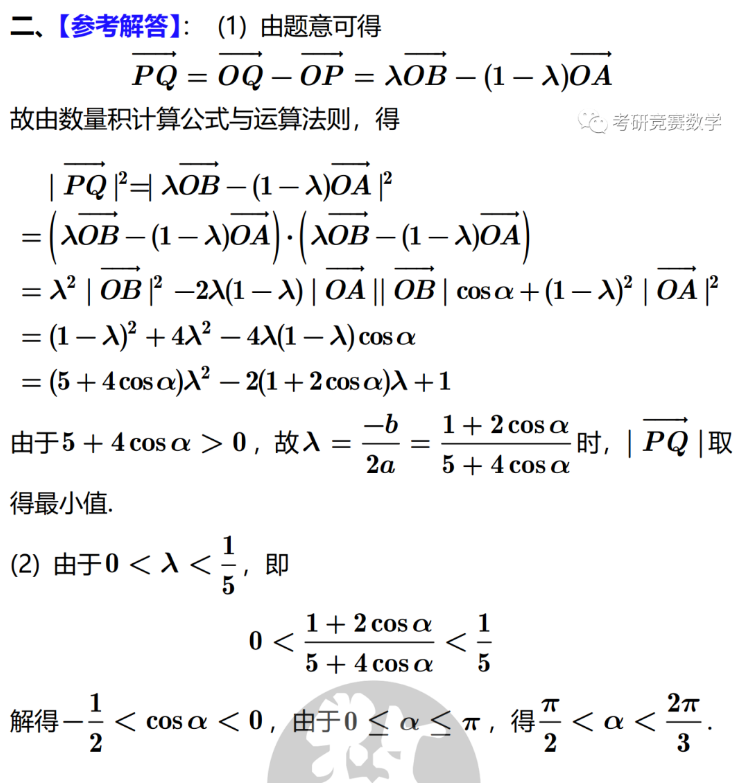 二、【参考解答】： (1) 由题意可得
$\overrightarrow{PQ} = \overrightarrow{OQ} - \overrightarrow{OP} = \lambda\overrightarrow{OB} - (1-\lambda)\overrightarrow{OA}$
故由数量积计算公式与运算法则，得
考研竞赛数学
$|\overrightarrow{PQ}|^2 = |\lambda\overrightarrow{OB} - (1-\lambda)\overrightarrow{OA}|^2$
$= \left(\lambda\overrightarrow{OB} - (1-\lambda)\overrightarrow{OA}\right) \cdot \left(\lambda\overrightarrow{OB} - (1-\lambda)\overrightarrow{OA}\right)$
$= \lambda^2|\overrightarrow{OB}|^2 - 2\lambda(1-\lambda)|\overrightarrow{OA}||\overrightarrow{OB}|\cos\alpha + (1-\lambda)^2|\overrightarrow{OA}|^2$
$= (1-\lambda)^2 + 4\lambda^2 - 4\lambda(1-\lambda)\cos\alpha$
$= (5+4\cos\alpha)\lambda^2 - 2(1+2\cos\alpha)\lambda + 1$
由于$5+4\cos\alpha > 0$，故$\lambda = \frac{-b}{2a} = \frac{1+2\cos\alpha}{5+4\cos\alpha}$时，$|\overrightarrow{PQ}|$取
得最小值.
(2) 由于$0 < \lambda < \frac{1}{5}$，即
$0 < \frac{1+2\cos\alpha}{5+4\cos\alpha} < \frac{1}{5}$
解得$-\frac{1}{2} < \cos\alpha < 0$，由于$0 \leq \alpha \leq \pi$，得$\frac{\pi}{2} < \alpha < \frac{2\pi}{3}$.